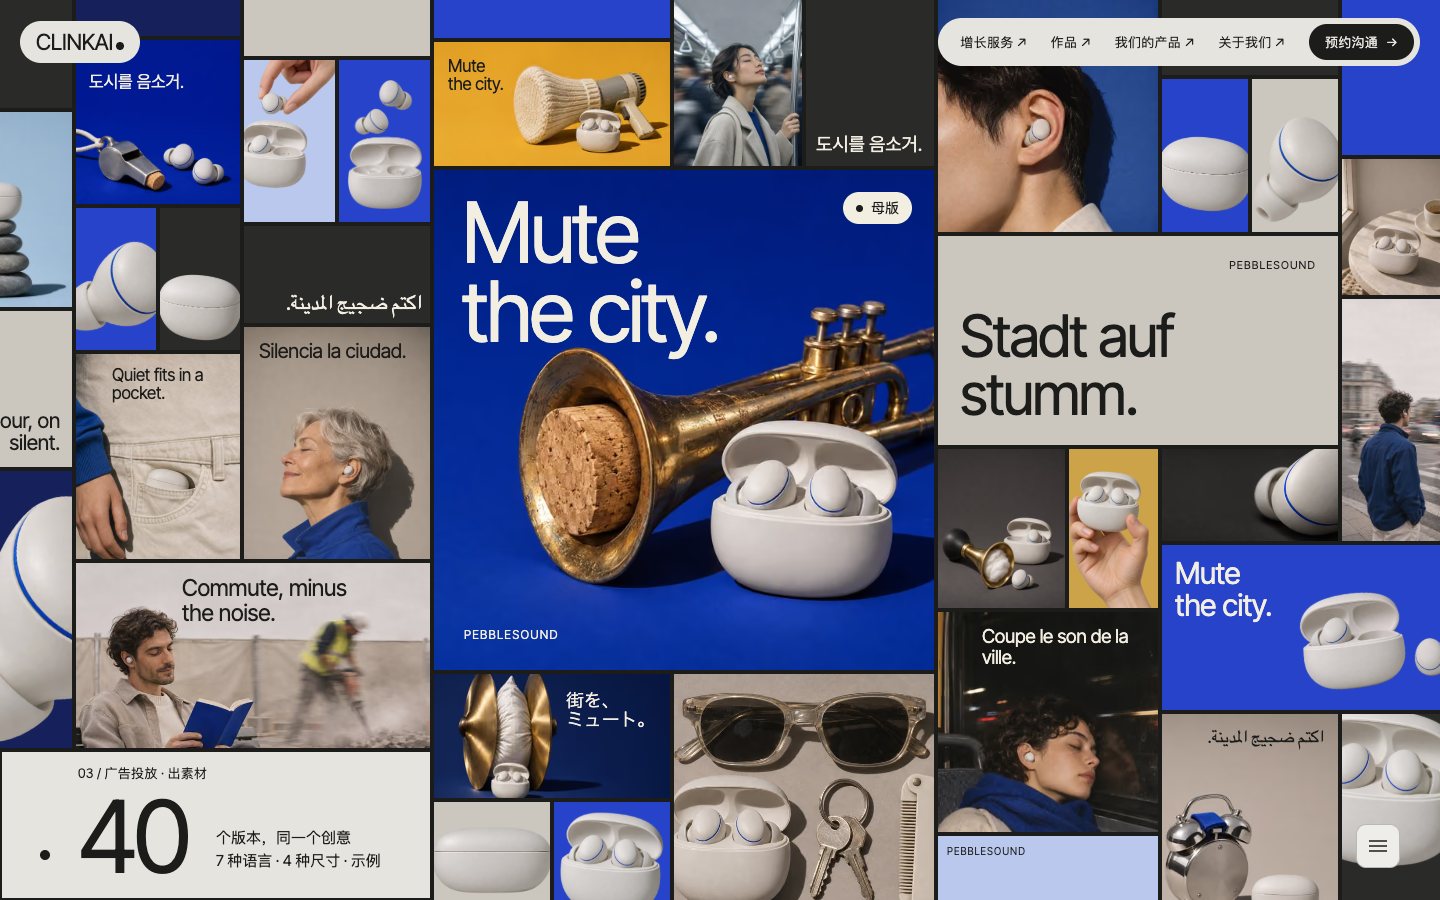 CLINKAI
增长服务 ↗
作品 ↗
我们的产品 ↗
关于我们 ↗
预约沟通 →
도시를 음소거.
Mute
the city.
도시를 음소거.
Mute
the city.
母版
PEBBLESOUND
PEBBLESOUND
Stadt auf
stumm.
اكتم ضجيج المدينة.
Silencia la ciudad.
Quiet fits in a
pocket.
our, on
silent.
Commute, minus
the noise.
街を、
ミュート。
Coupe le son de la
ville.
Mute
the city.
اكتم ضجيج المدينة.
PEBBLESOUND
03 / 广告投放 · 出素材
40
个版本，同一个创意
7 种语言 · 4 种尺寸 · 示例